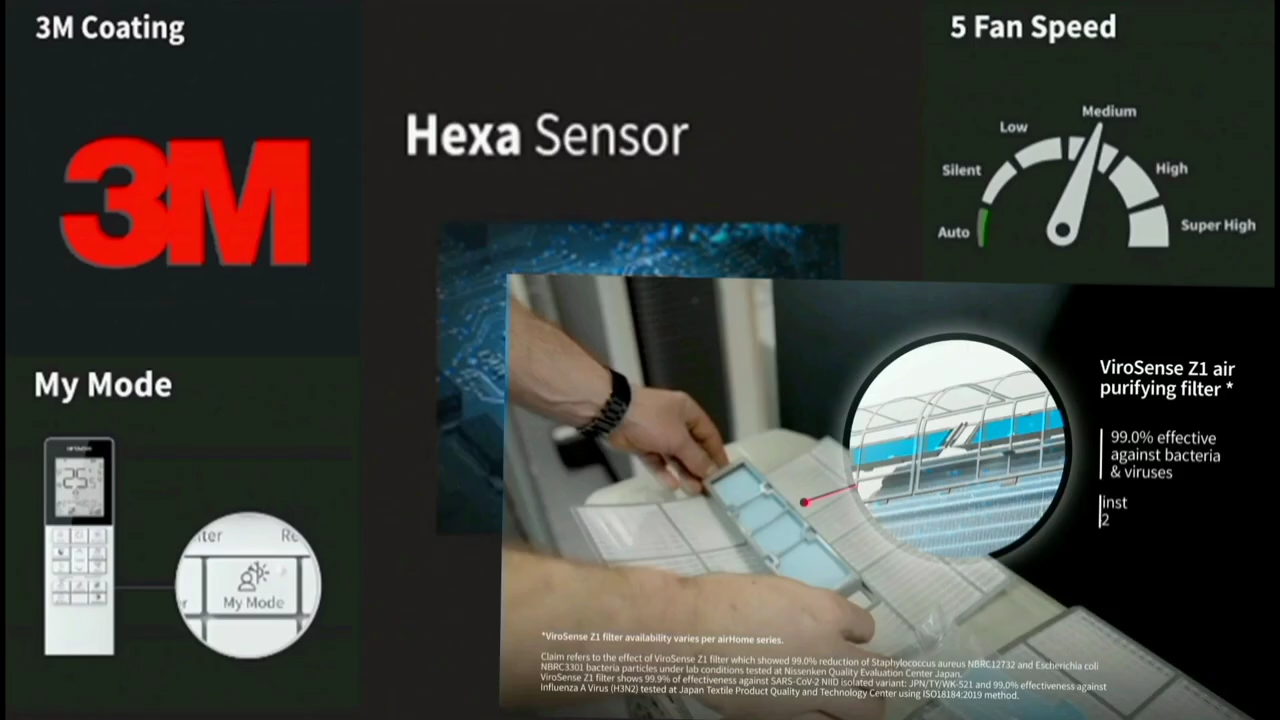 3M Coating
3M
My Mode
HITACHI
25
My Mode
Hexa Sensor
5 Fan Speed
Medium
Low
High
Silent
Super High
Auto
ViroSense Z1 air
purifying filter *
99.0% effective
against bacteria
& viruses
inst
2
*ViroSense Z1 filter availability varies per airHome series.
Claim refers to the effect of ViroSense Z1 filter which showed 99.0% reduction of Staphylococcus aureus NBRC12732 and Escherichia coli
NBRC3301 bacteria particles under lab conditions tested at Nissenken Quality Evaluation Center Japan.
ViroSense Z1 filter shows 99.9% of effectiveness against SARS-CoV-2 NIID isolated variant: JPN/TY/WK-521 and 99.0% effectiveness against
Influenza A Virus (H3N2) tested at Japan Textile Product Quality and Technology Center using ISO18184:2019 method.